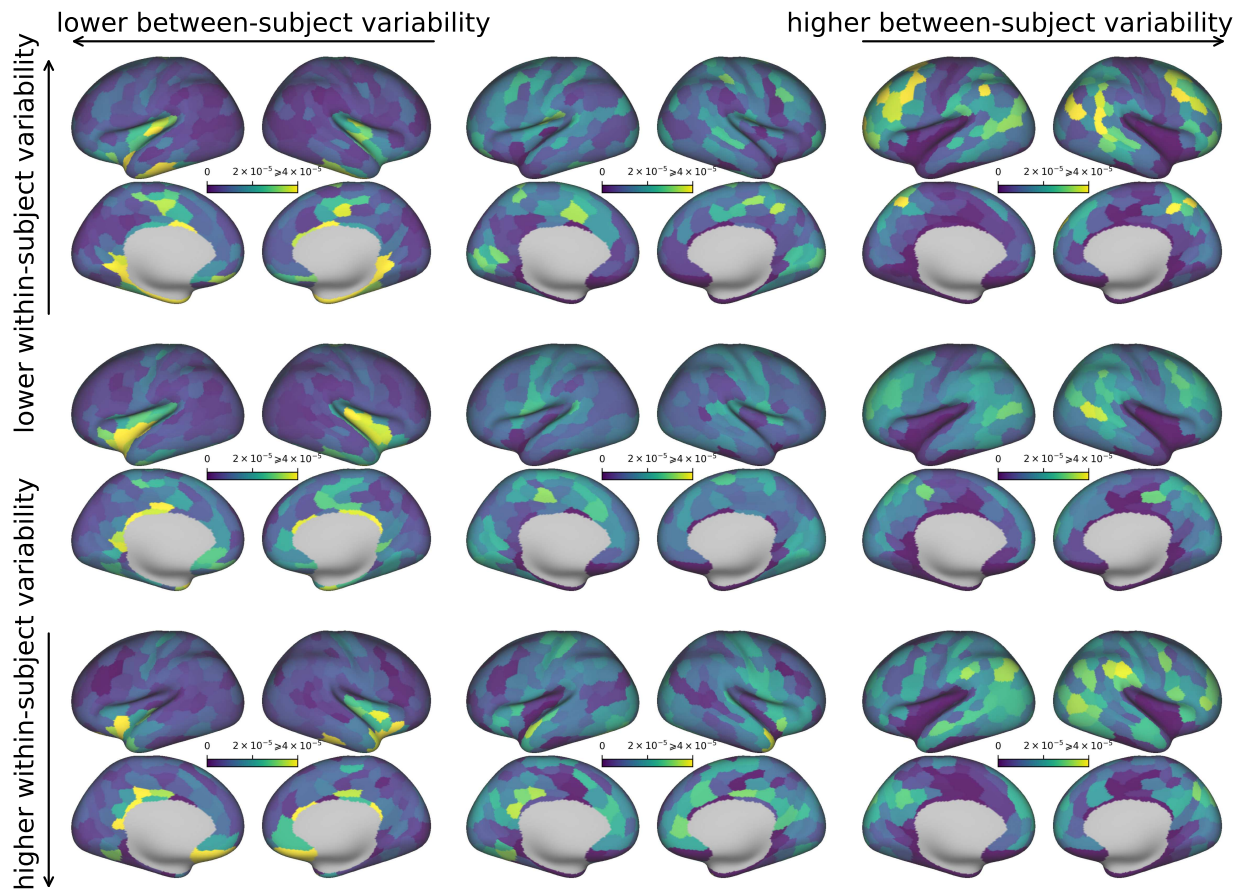 lower between-subject variability
higher between-subject variability
lower within-subject variability
0 2 × 10⁻⁵ ⩾4 × 10⁻⁵
0 2 × 10⁻⁵ ⩾4 × 10⁻⁵
0 2 × 10⁻⁵ ⩾4 × 10⁻⁵
0 2 × 10⁻⁵ ⩾4 × 10⁻⁵
0 2 × 10⁻⁵ ⩾4 × 10⁻⁵
0 2 × 10⁻⁵ ⩾4 × 10⁻⁵
higher within-subject variability
0 2 × 10⁻⁵ ⩾4 × 10⁻⁵
0 2 × 10⁻⁵ ⩾4 × 10⁻⁵
0 2 × 10⁻⁵ ⩾4 × 10⁻⁵